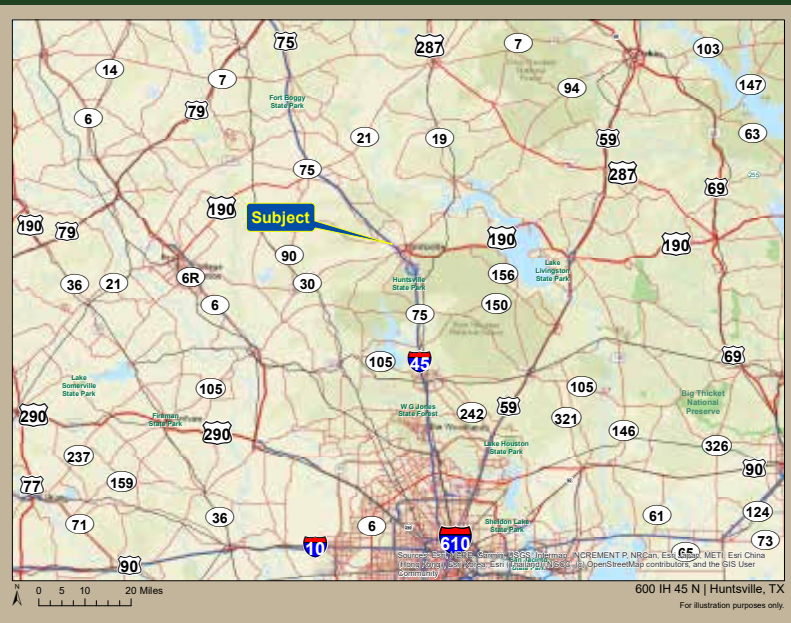 75
287
7
103
14
7
147
94
Fort Boggy
State Park
79
6
21
19
59
63
75
287
69
190
190
79
Subject
190
190
90
Lake
Livingston
State Park
6R
156
36
21
30
Huntsville
State Park
6
150
75
69
105
45
Lake
Somerville
State Park
105
105
Big Thicket
National
Preserve
W G Jones
State Forest
242
59
290
Fireman
State Park
290
321
146
326
Lake Houston
State Park
237
90
77
159
Sheldon Lake
State Park
36
61
124
71
6
10
610
73
65
90
Community
N
0 5 10 20 Miles
600 IH 45 N | Huntsville, TX
For illustration purposes only.